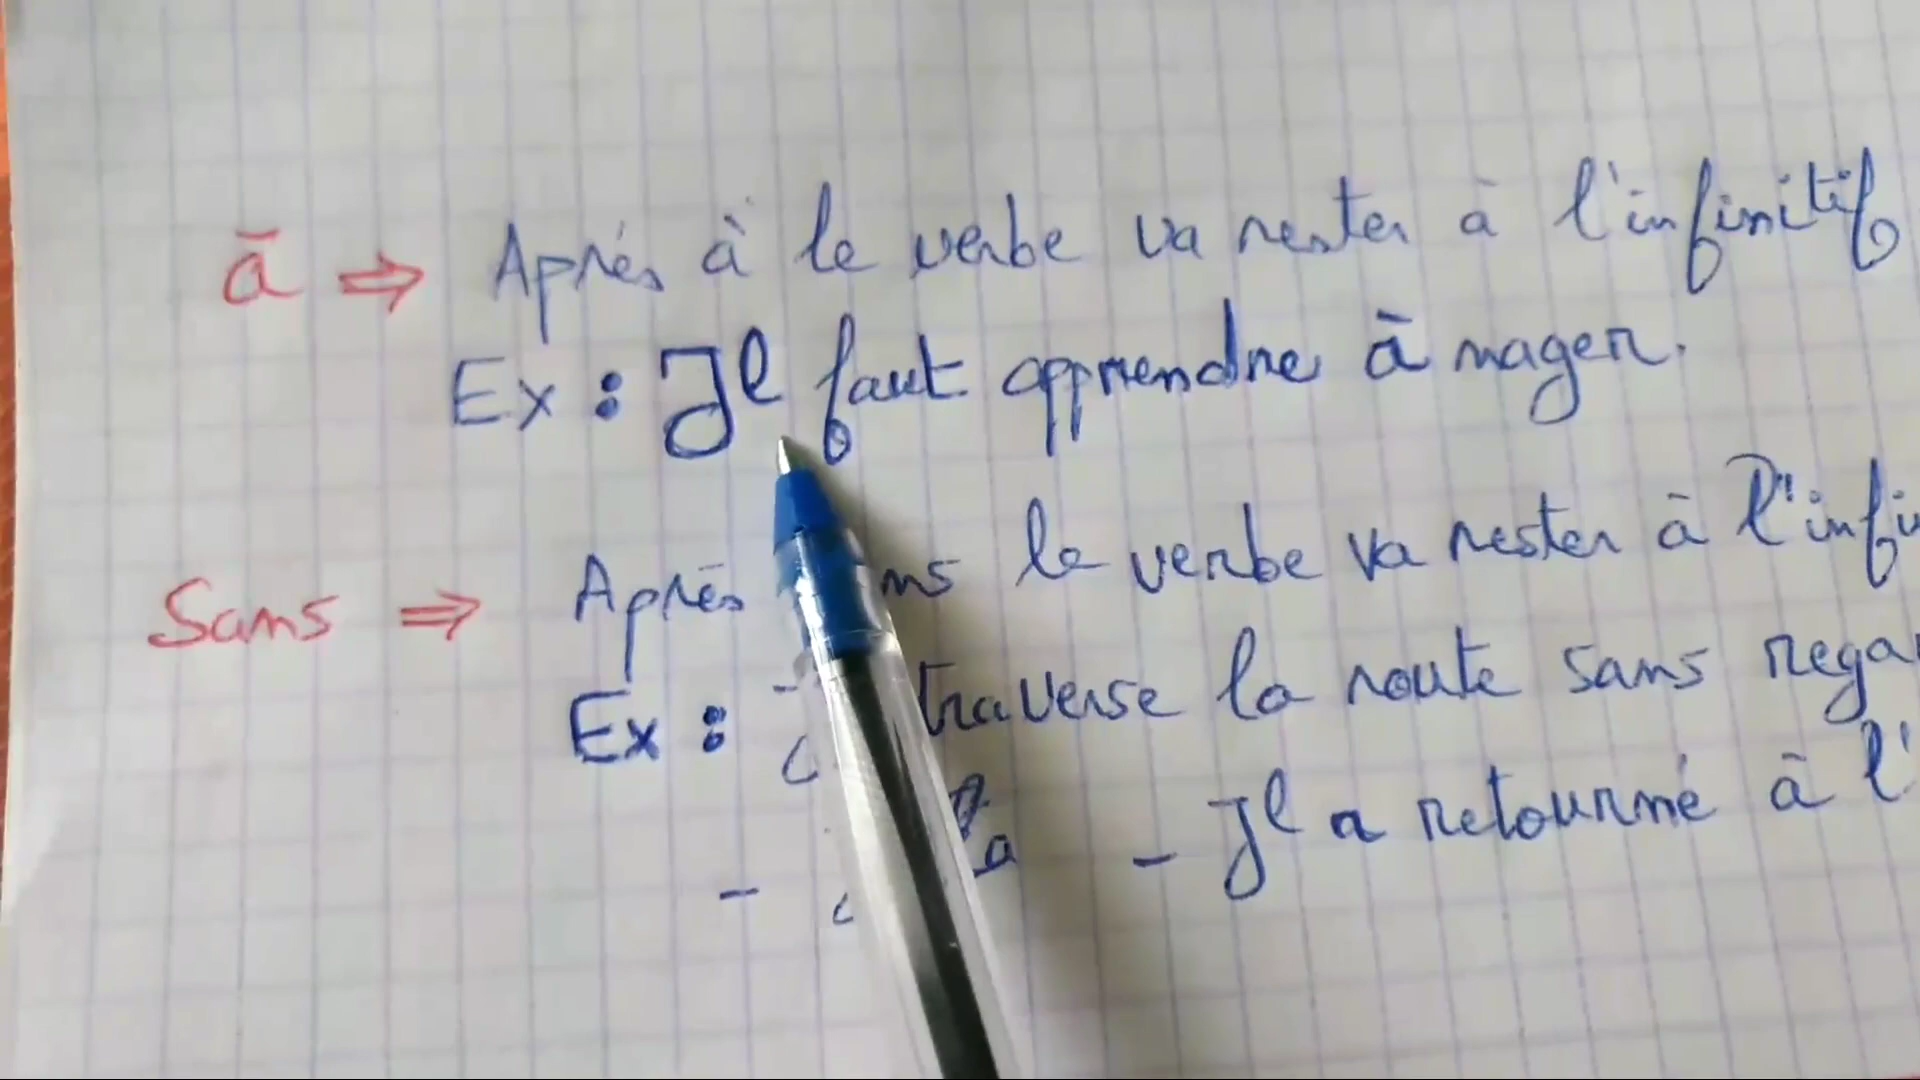 à ⇒ Après à le verbe va rester à l'infinitif
Ex : Il faut apprendre à nager.
Sans ⇒ Après le verbe va rester à
Ex : traverse la route sans
- Il a retourné à